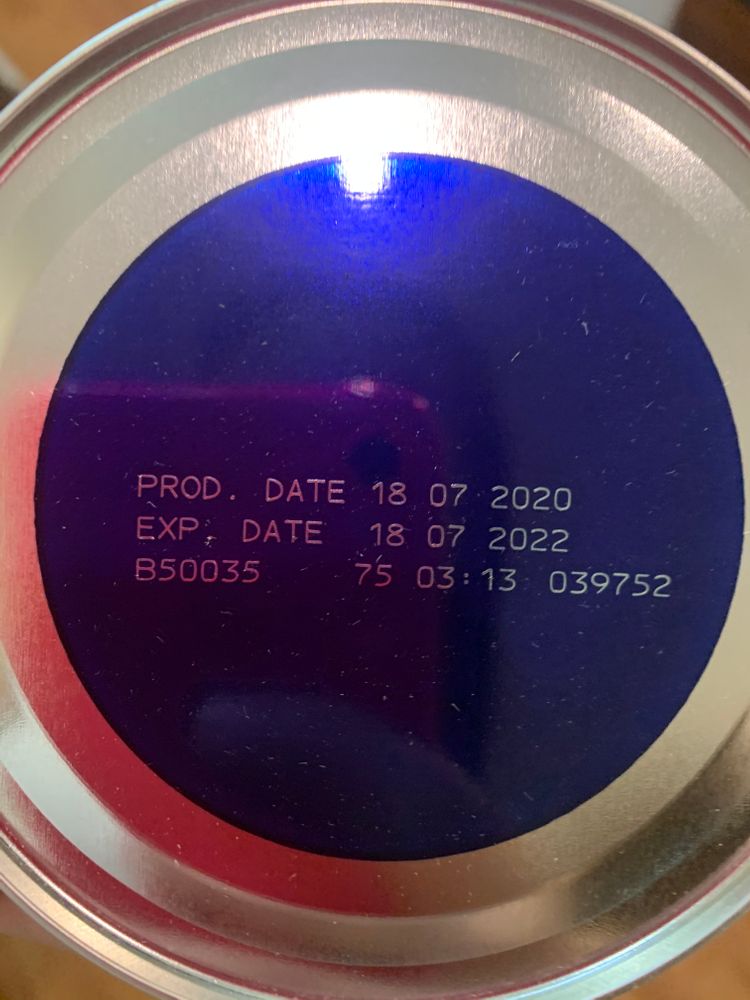 PROD. DATE 18 07 2020
EXP. DATE 18 07 2022
B50035 75 03:13 039752